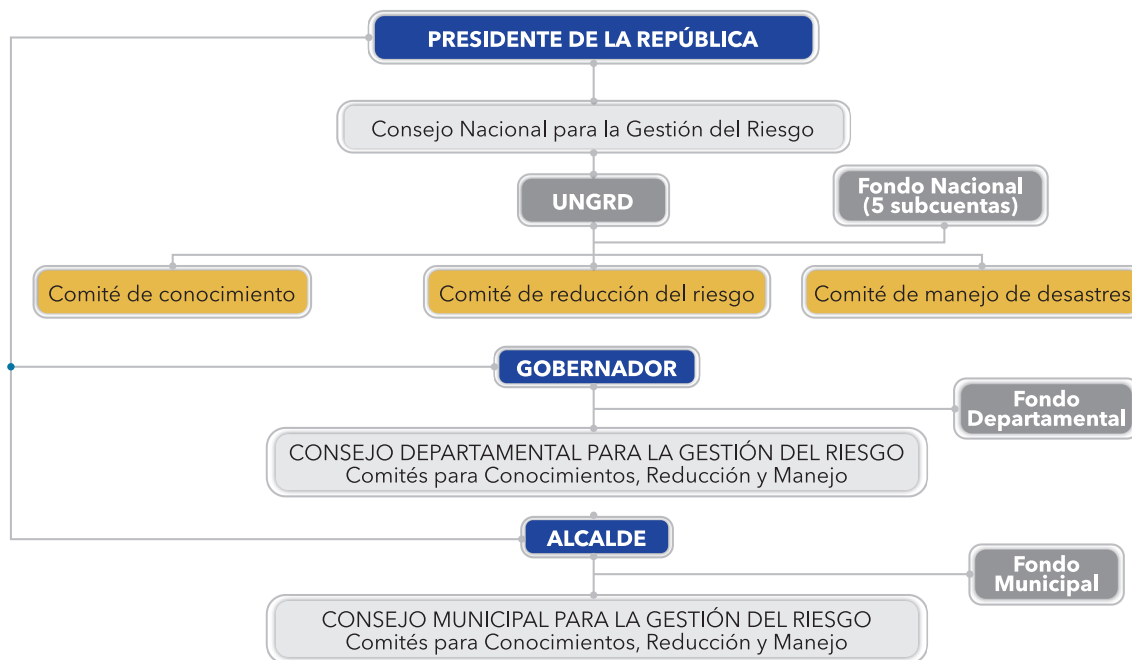 PRESIDENTE DE LA REPÚBLICA
Consejo Nacional para la Gestión del Riesgo
UNGRD
Fondo Nacional
(5 subcuentas)
Comité de conocimiento
Comité de reducción del riesgo
Comité de manejo de desastres
GOBERNADOR
Fondo
Departamental
CONSEJO DEPARTAMENTAL PARA LA GESTIÓN DEL RIESGO
Comités para Conocimientos, Reducción y Manejo
ALCALDE
Fondo
Municipal
CONSEJO MUNICIPAL PARA LA GESTIÓN DEL RIESGO
Comités para Conocimientos, Reducción y Manejo